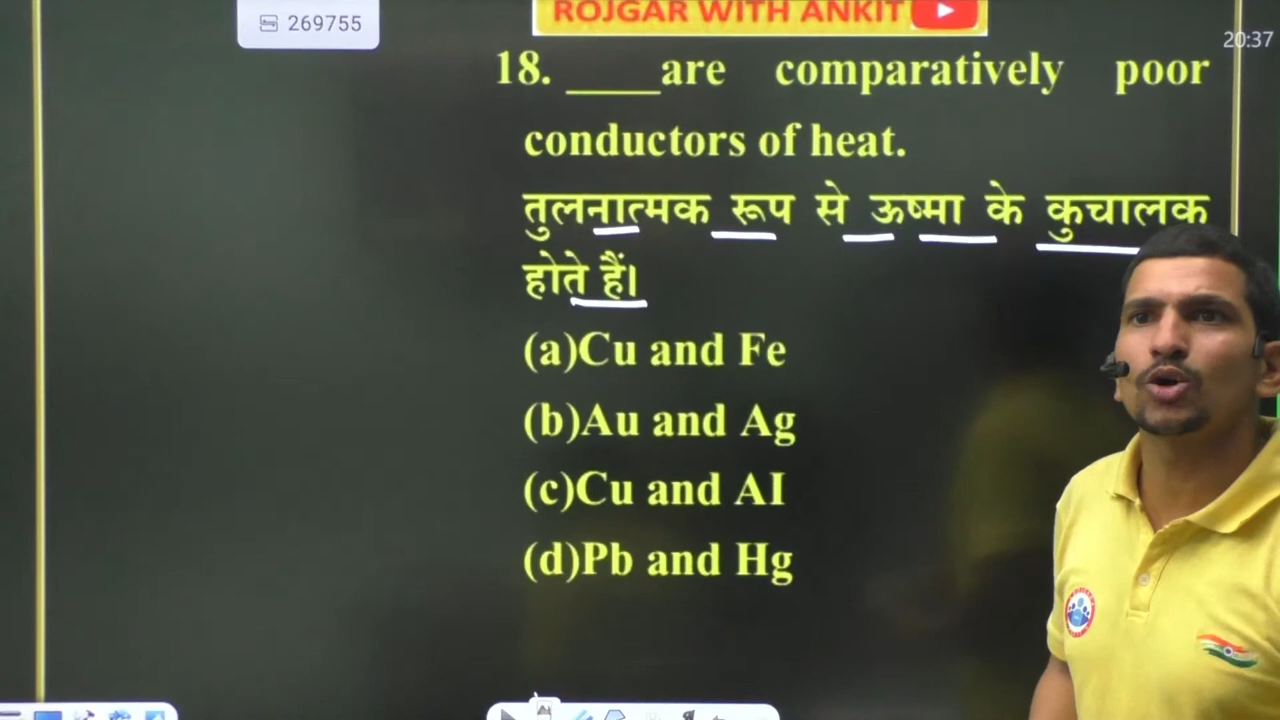 269755
ROJGAR WITH ANKIT
20:37
18. ____are comparatively poor
conductors of heat.
तुलनात्मक रूप से ऊष्मा के कुचालक
होते हैं।
(a)Cu and Fe
(b)Au and Ag
(c)Cu and AI
(d)Pb and Hg